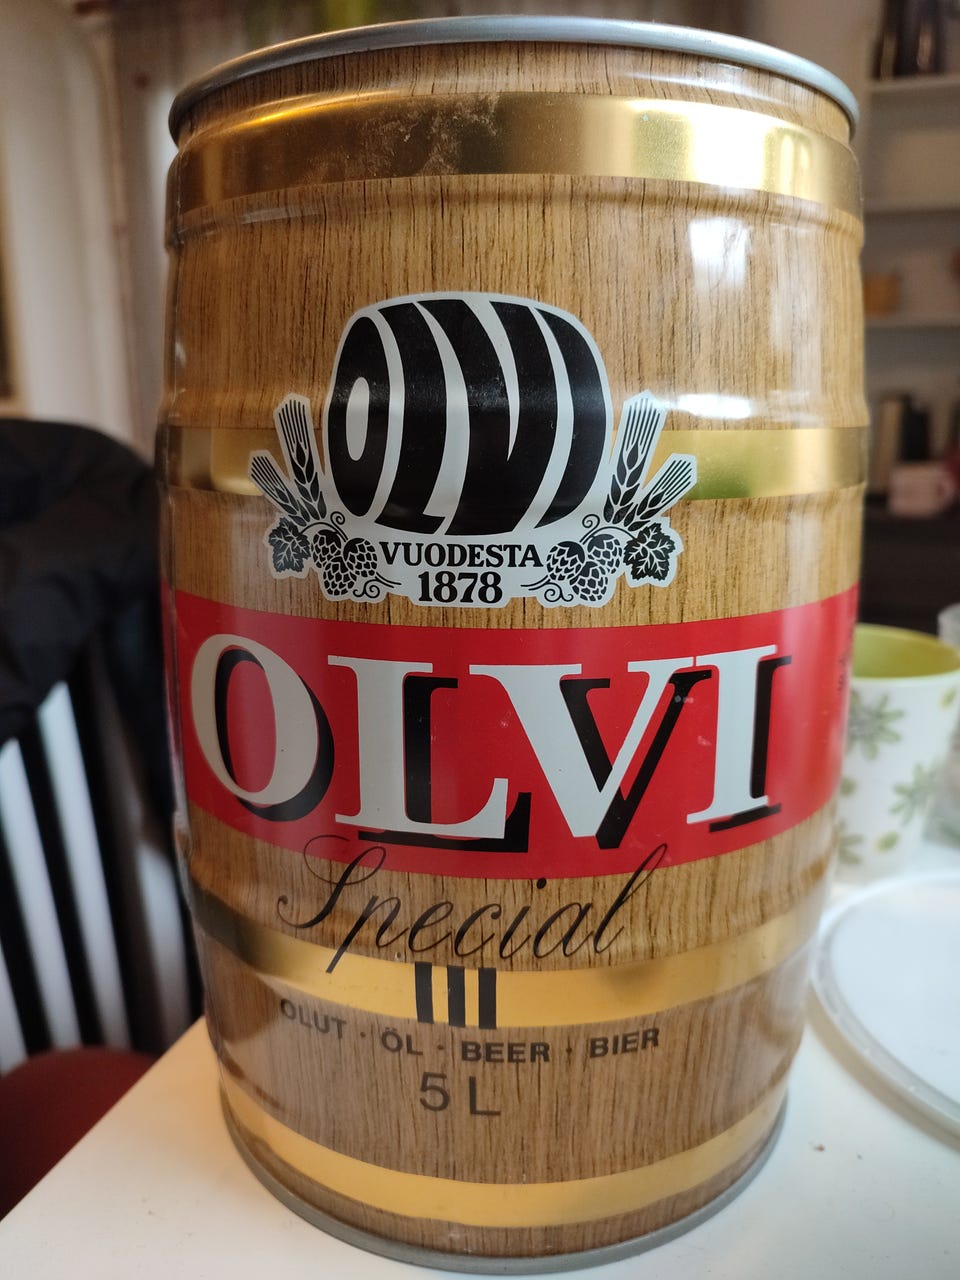 OLVI
VUODESTA
1878
OLVI
Special
III
OLUT · ÖL · BEER · BIER
5 L